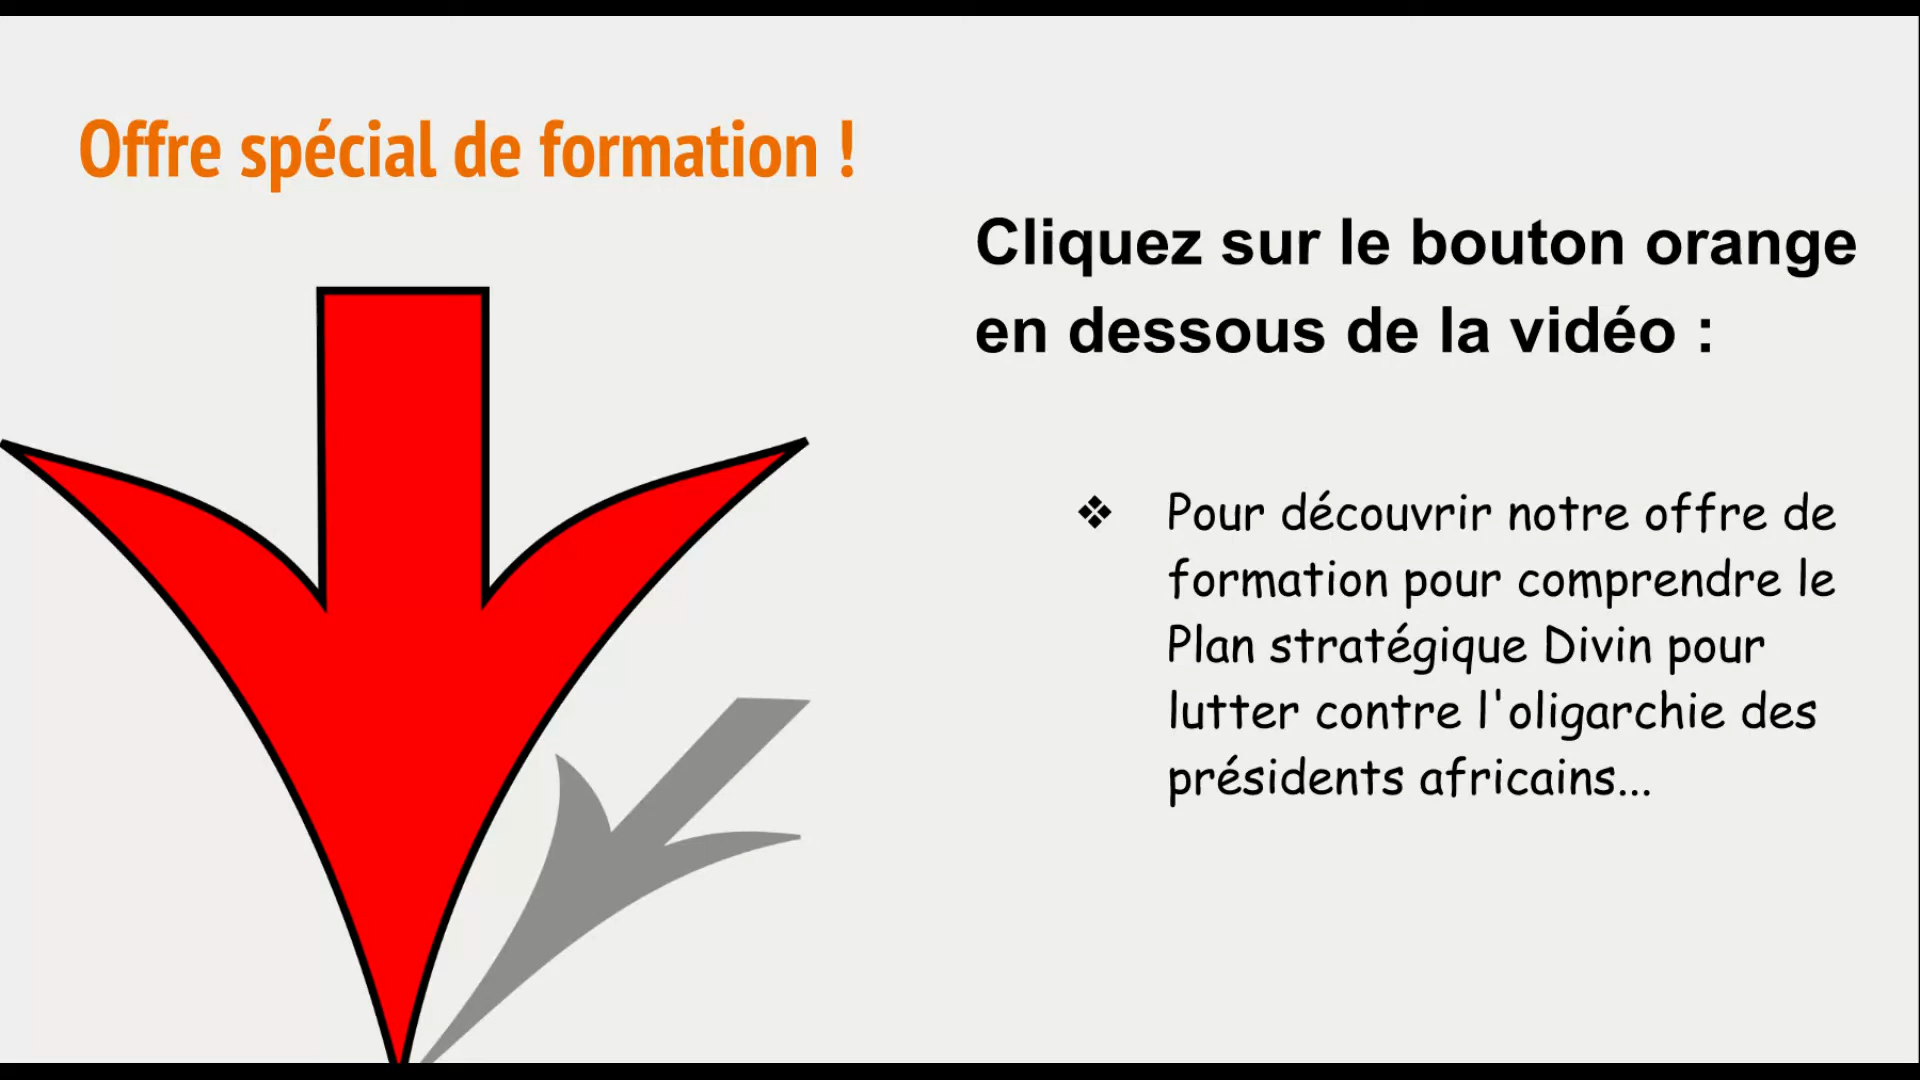 Offre spécial de formation !
Cliquez sur le bouton orange
en dessous de la vidéo :
❖ Pour découvrir notre offre de
formation pour comprendre le
Plan stratégique Divin pour
lutter contre l'oligarchie des
présidents africains...